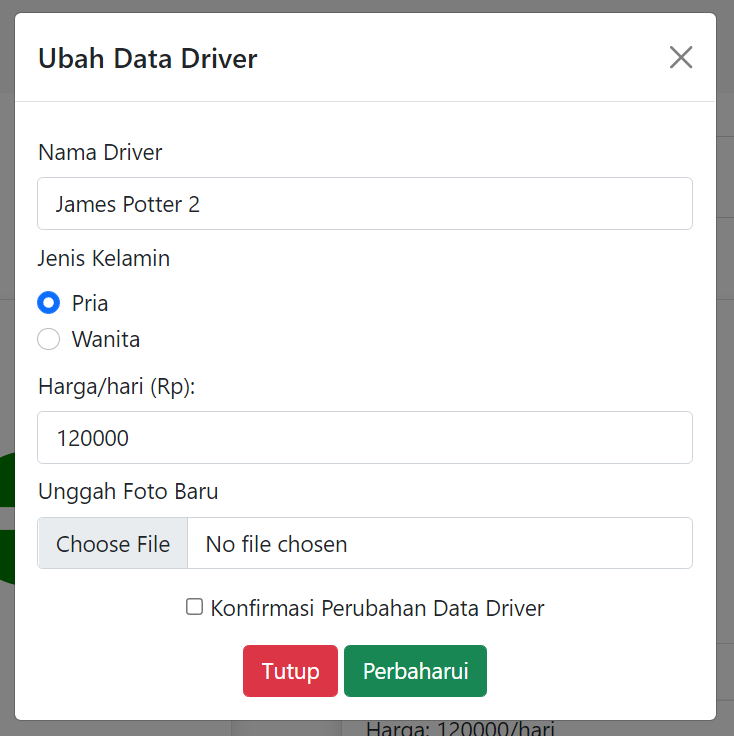 Ubah Data Driver
Nama Driver
James Potter 2
Jenis Kelamin
Pria
Wanita
Harga/hari (Rp):
120000
Unggah Foto Baru
Choose File No file chosen
Konfirmasi Perubahan Data Driver
Tutup Perbaharui
Harga: 120000/hari